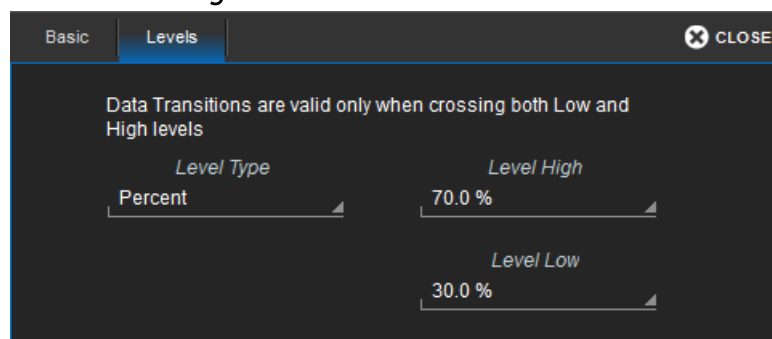 Basic Levels CLOSE
Data Transitions are valid only when crossing both Low and
High levels
Level Type Level High
Percent 70.0 %
Level Low
30.0 %